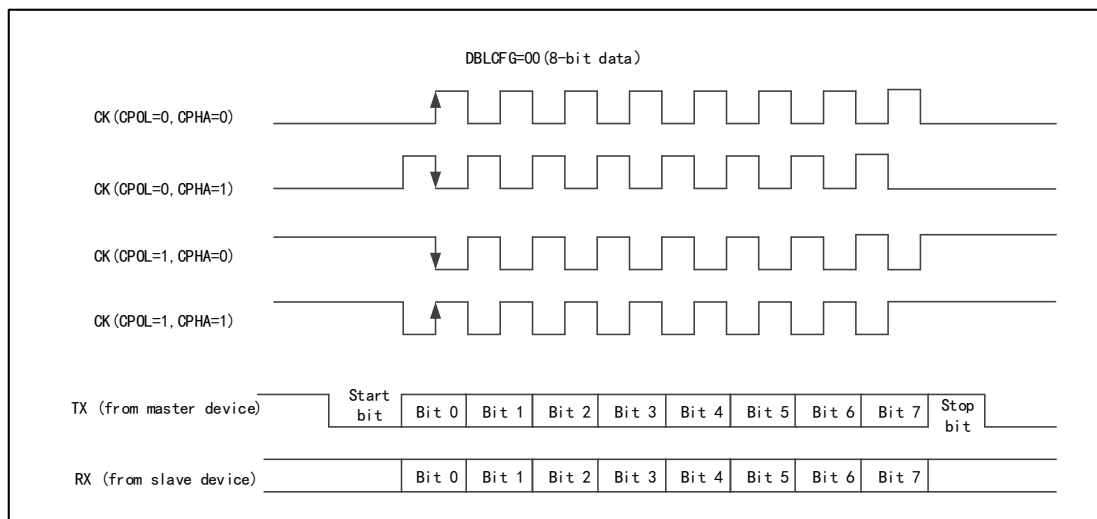 DBLCFG=00(8-bit data)
CK(CPOL=0,CPHA=0)
CK(CPOL=0,CPHA=1)
CK(CPOL=1,CPHA=0)
CK(CPOL=1,CPHA=1)
TX (from master device) Start bit Bit 0 Bit 1 Bit 2 Bit 3 Bit 4 Bit 5 Bit 6 Bit 7 Stop bit
RX (from slave device) Bit 0 Bit 1 Bit 2 Bit 3 Bit 4 Bit 5 Bit 6 Bit 7